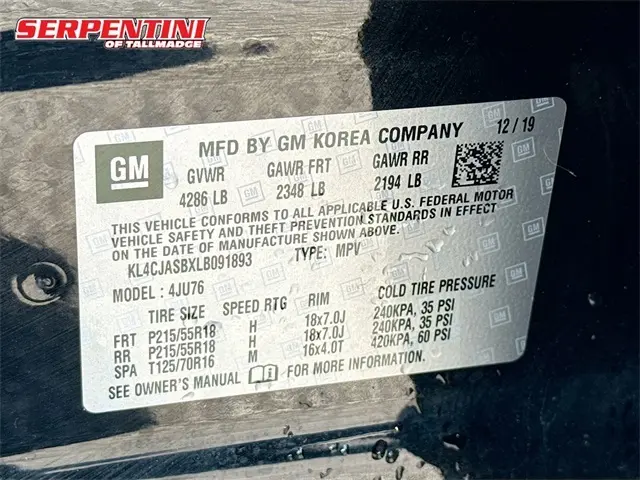 SERPENTINI
OF TALLMADGE
GM
MFD BY GM KOREA COMPANY 12/19
GVWR GAWR FRT GAWR RR
4286 LB 2348 LB 2194 LB
THIS VEHICLE CONFORMS TO ALL APPLICABLE U.S. FEDERAL MOTOR
VEHICLE SAFETY AND THEFT PREVENTION STANDARDS IN EFFECT
ON THE DATE OF MANUFACTURE SHOWN ABOVE.
KL4CJASBXLB091893 TYPE: MPV
MODEL : 4JU76
TIRE SIZE SPEED RTG RIM COLD TIRE PRESSURE
FRT P215/55R18 H 18x7.0J 240KPA, 35 PSI
RR P215/55R18 H 18x7.0J 240KPA, 35 PSI
SPA T125/70R16 M 16x4.0T 420KPA, 60 PSI
SEE OWNER'S MANUAL FOR MORE INFORMATION.